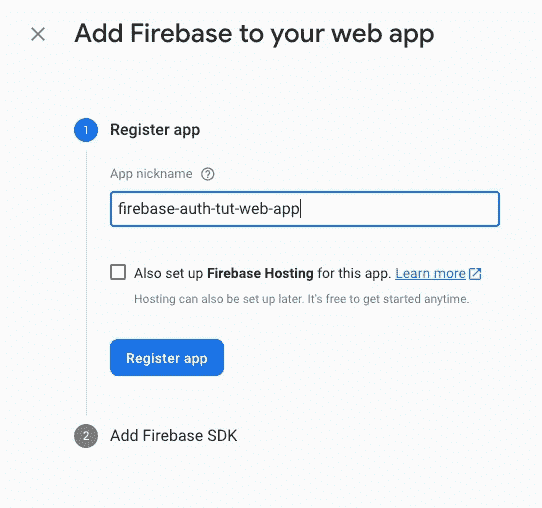 Add Firebase to your web app
1 Register app
App nickname
firebase-auth-tut-web-app
Also set up Firebase Hosting for this app. Learn more
Hosting can also be set up later. It's free to get started anytime.
Register app
2 Add Firebase SDK